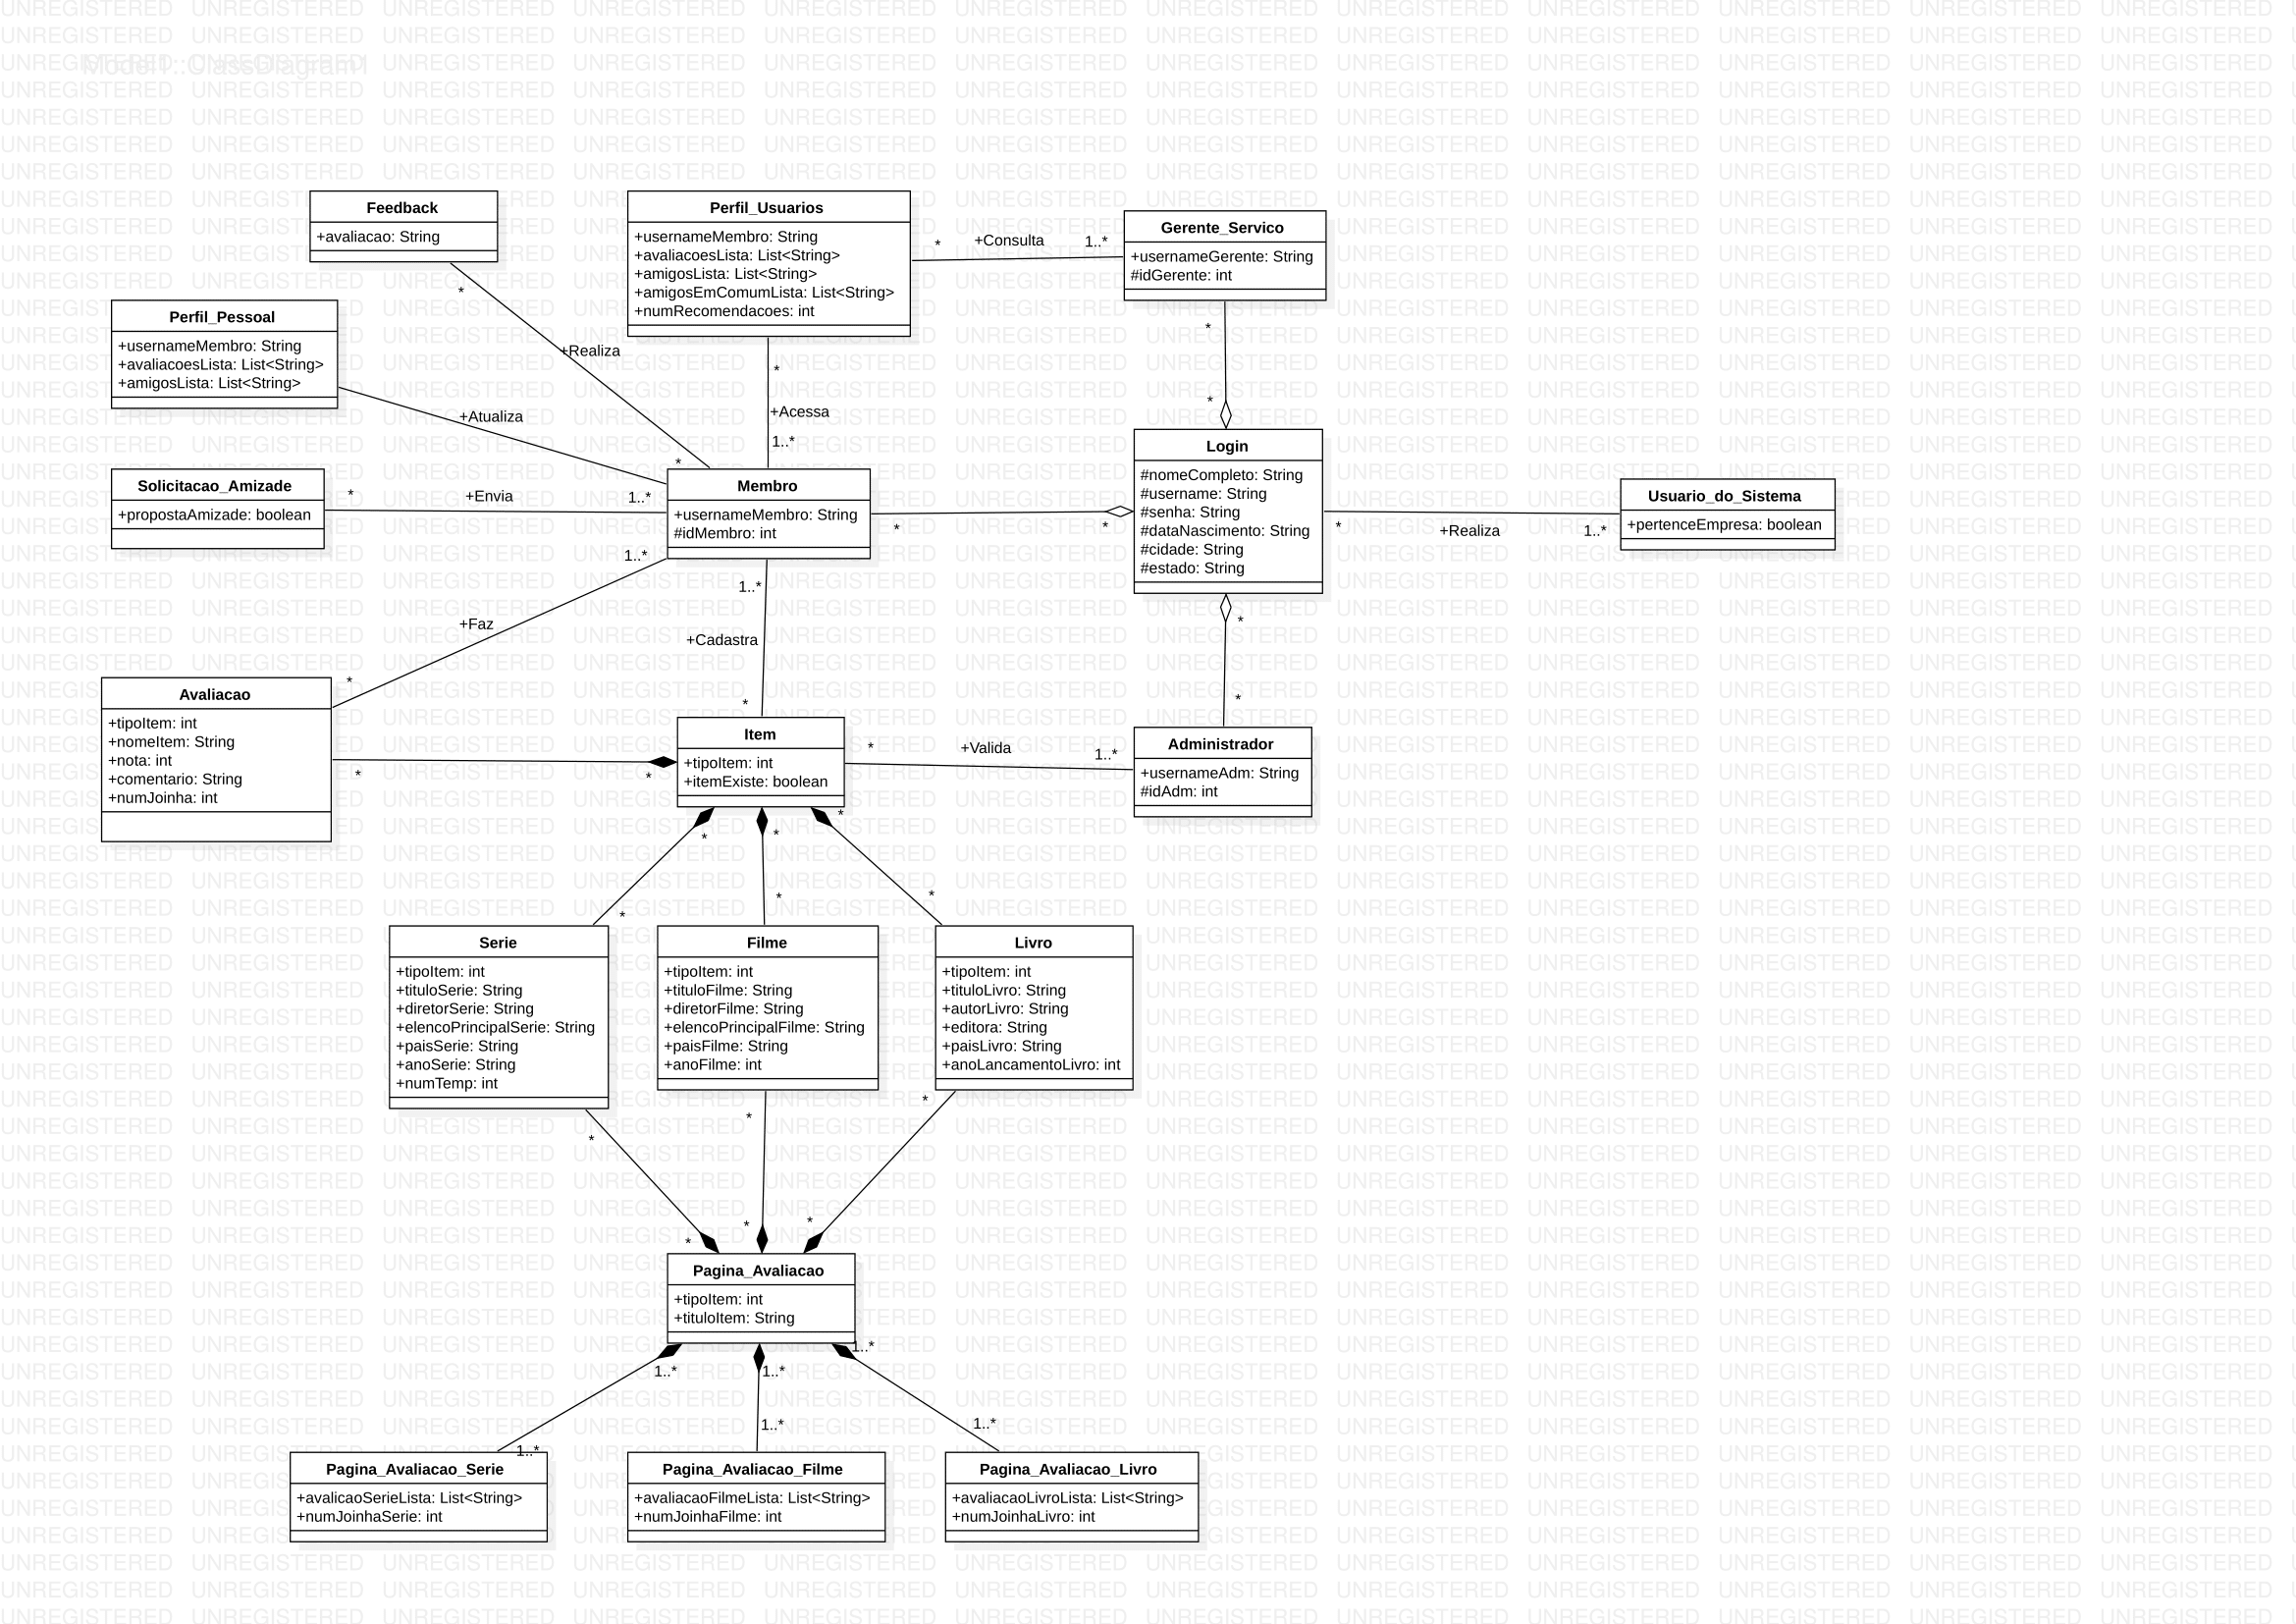 Model1::ClassDiagram1
Feedback
+avaliacao: String
Perfil_Usuarios
+usernameMembro: String
+avaliacoesLista: List<String>
+amigosLista: List<String>
+amigosEmComumLista: List<String>
+numRecomendacoes: int
*
+Consulta
1..*
Gerente_Servico
+usernameGerente: String
#idGerente: int
Perfil_Pessoal
+usernameMembro: String
+avaliacoesLista: List<String>
+amigosLista: List<String>
*
+Realiza
*
+Atualiza
*
+Acessa
1..*
*
*
Solicitacao_Amizade
+propostaAmizade: boolean
*
+Envia
1..*
Membro
+usernameMembro: String
#idMembro: int
*
*
Login
#nomeCompleto: String
#username: String
#senha: String
#dataNascimento: String
#cidade: String
#estado: String
*
+Realiza
1..*
Usuario_do_Sistema
+pertenceEmpresa: boolean
1..*
+Faz
*
1..*
+Cadastra
*
*
*
Avaliacao
+tipoItem: int
+nomeItem: String
+nota: int
+comentario: String
+numJoinha: int
*
*
Item
+tipoItem: int
+itemExiste: boolean
*
+Valida
1..*
Administrador
+usernameAdm: String
#idAdm: int
*
*
*
*
*
*
Serie
+tipoItem: int
+tituloSerie: String
+diretorSerie: String
+elencoPrincipalSerie: String
+paisSerie: String
+anoSerie: String
+numTemp: int
Filme
+tipoItem: int
+tituloFilme: String
+diretorFilme: String
+elencoPrincipalFilme: String
+paisFilme: String
+anoFilme: int
Livro
+tipoItem: int
+tituloLivro: String
+autorLivro: String
+editora: String
+paisLivro: String
+anoLancamentoLivro: int
*
*
*
*
*
*
Pagina_Avaliacao
+tipoItem: int
+tituloItem: String
1..*
1..*
1..*
1..*
1..*
1..*
Pagina_Avaliacao_Serie
+avalicaoSerieLista: List<String>
+numJoinhaSerie: int
Pagina_Avaliacao_Filme
+avaliacaoFilmeLista: List<String>
+numJoinhaFilme: int
Pagina_Avaliacao_Livro
+avaliacaoLivroLista: List<String>
+numJoinhaLivro: int
UNREGISTERED